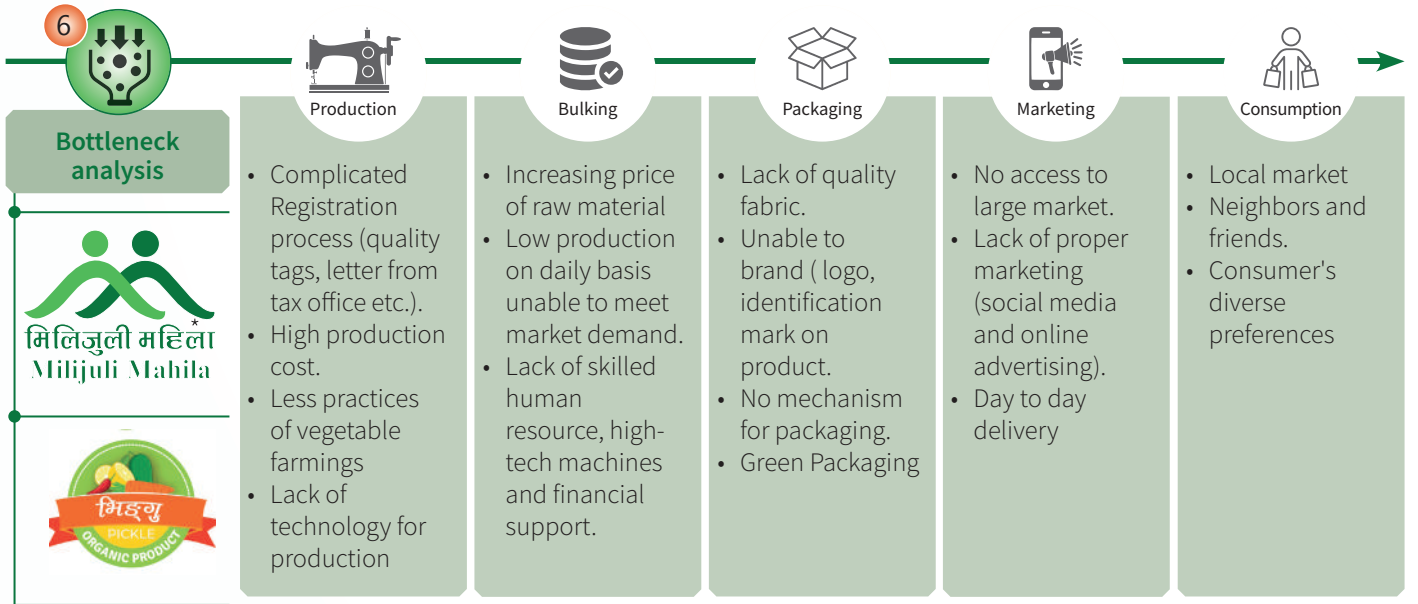 6
Bottleneck
analysis
मिलिजुली महिला*
Milijuli Mahila
भिङ्गु
PICKLE
ORGANIC PRODUCT
Production
• Complicated
Registration
process (quality
tags, letter from
tax office etc.).
• High production
cost.
• Less practices
of vegetable
farmings
• Lack of
technology for
production
Bulking
• Increasing price
of raw material
• Low production
on daily basis
unable to meet
market demand.
• Lack of skilled
human
resource, high-
tech machines
and financial
support.
Packaging
• Lack of quality
fabric.
• Unable to
brand ( logo,
identification
mark on
product.
• No mechanism
for packaging.
• Green Packaging
Marketing
• No access to
large market.
• Lack of proper
marketing
(social media
and online
advertising).
• Day to day
delivery
Consumption
• Local market
• Neighbors and
friends.
• Consumer's
diverse
preferences